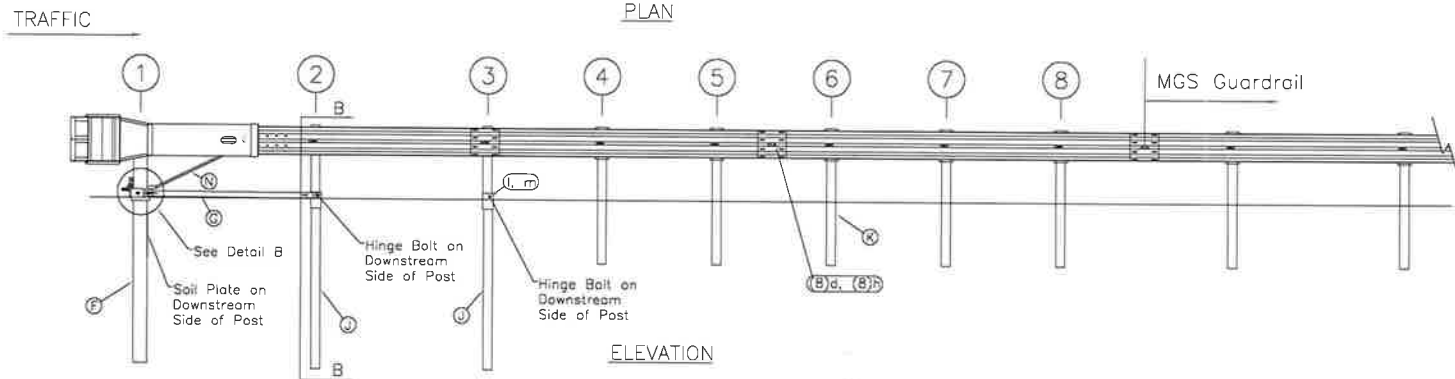 PLAN
TRAFFIC
1 2 3 4 5 6 7 8
MGS Guardrail
B
N
G
l, m
See Detail B
Hinge Bolt on
Downstream
Side of Post
K
Soil Plate on
Downstream
Side of Post
Hinge Bolt on
Downstream
Side of Post
(8)d, (8)h
F
J
J
ELEVATION
B